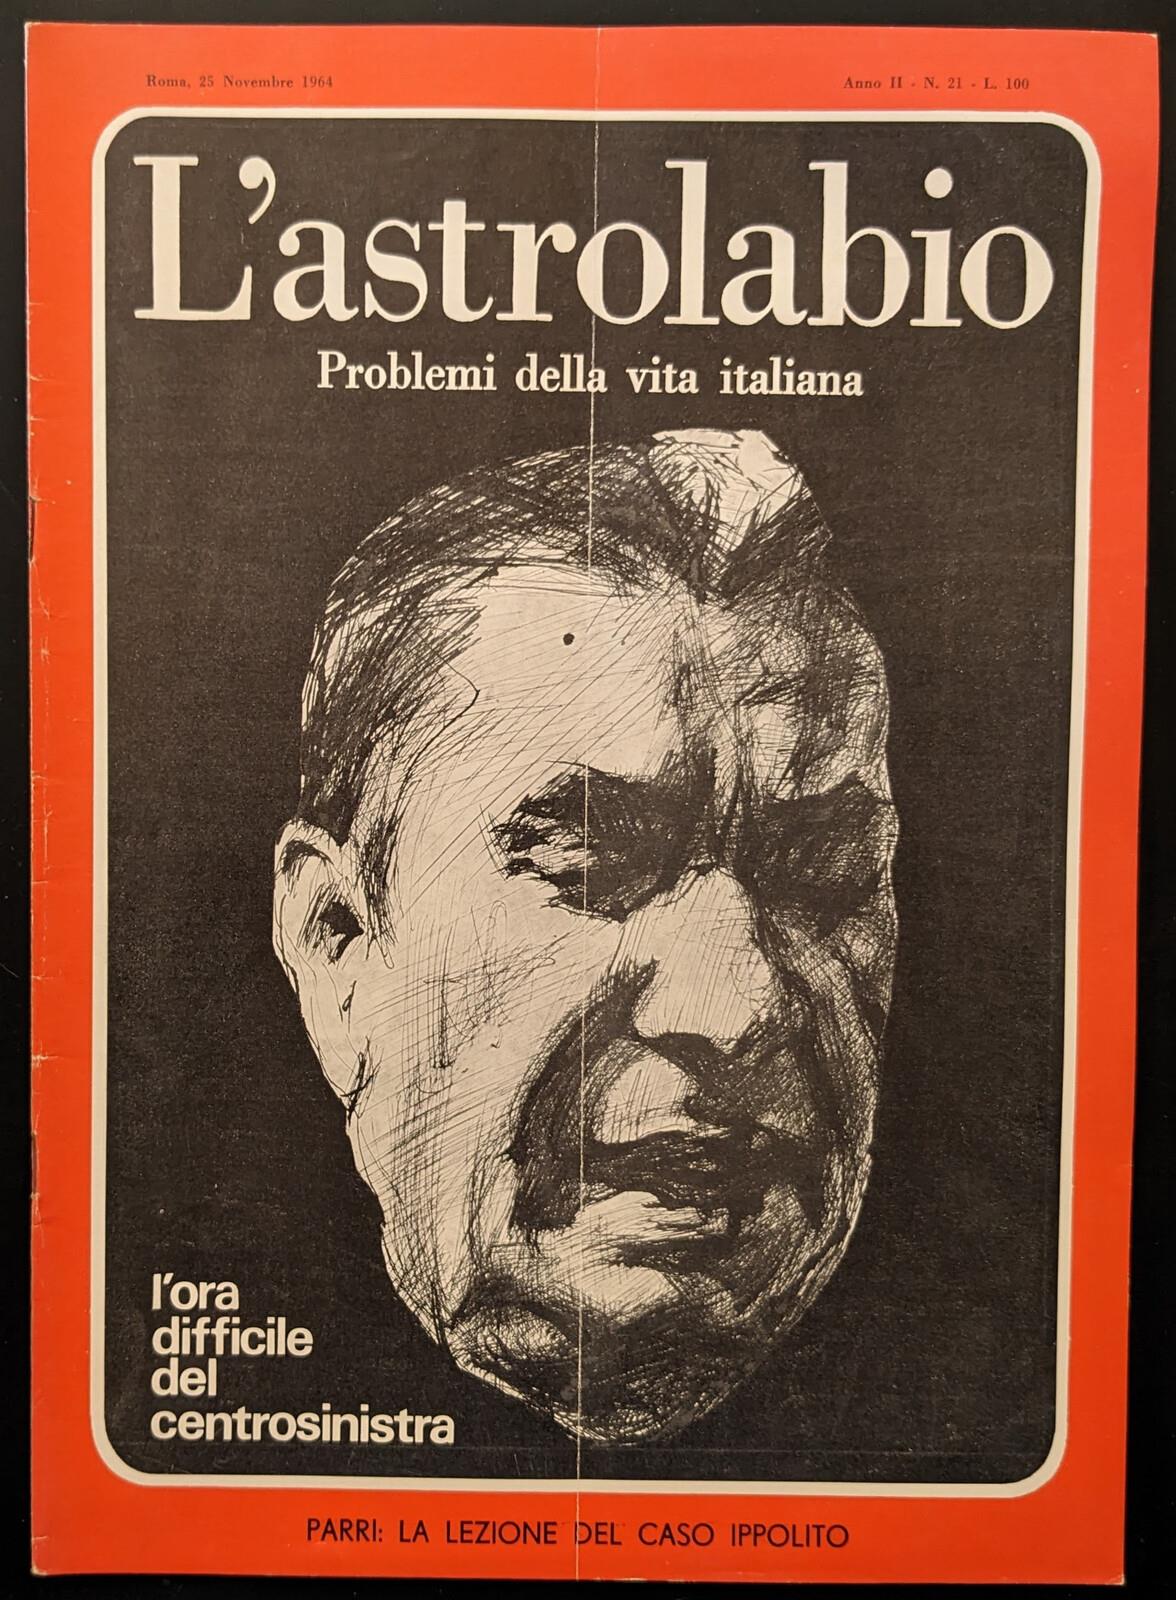 Roma, 25 Novembre 1964
Anno II - N. 21 - L. 100
L'astrolabio
Problemi della vita italiana
l'ora
difficile
del
centrosinistra
PARRI: LA LEZIONE DEL CASO IPPOLITO